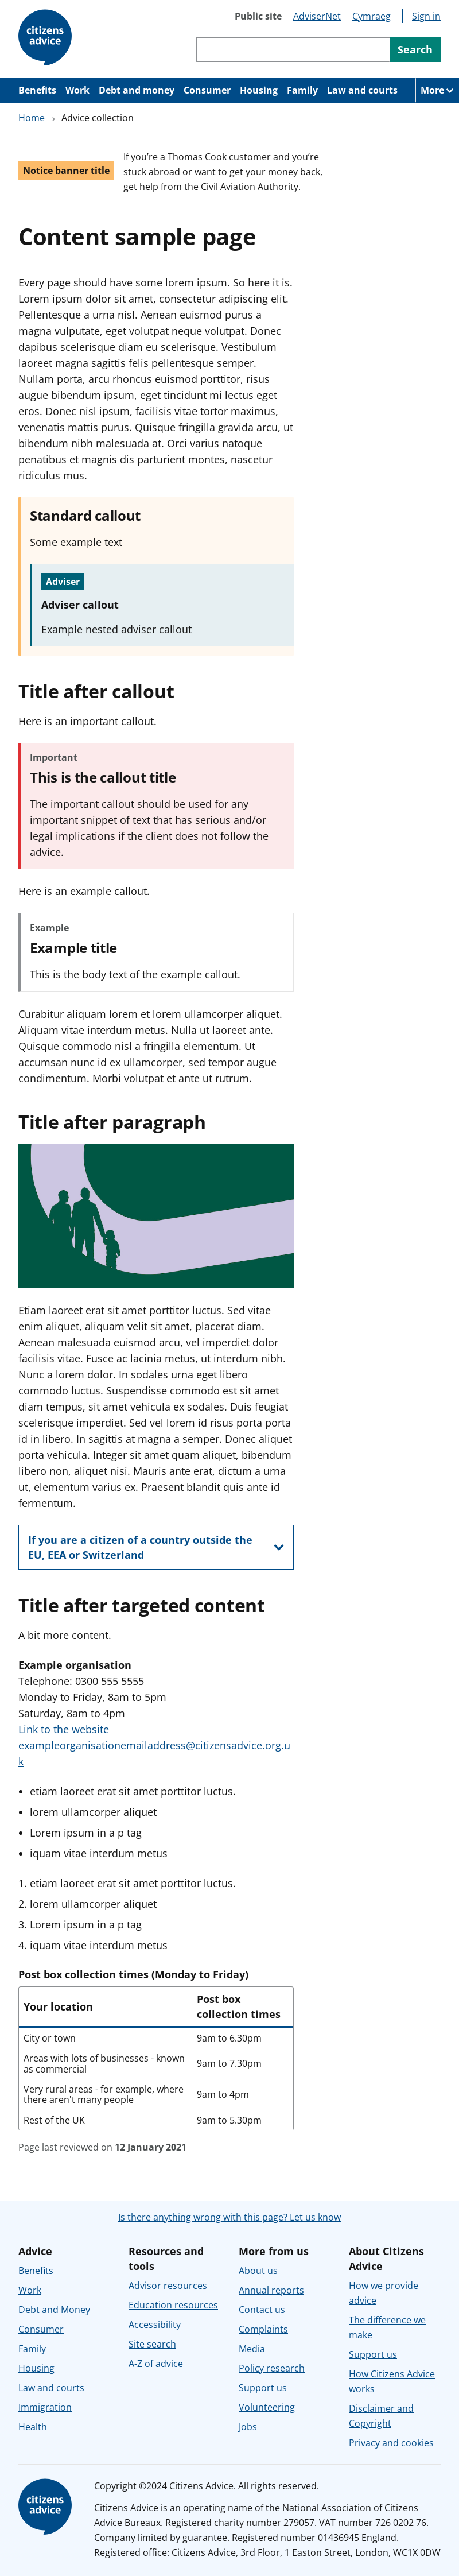 citizens
advice
Public site
AdviserNet
Cymraeg
Sign in
Search
Benefits
Work
Debt and money
Consumer
Housing
Family
Law and courts
More
Home › Advice collection
Notice banner title
If you’re a Thomas Cook customer and you’re
stuck abroad or want to get your money back,
get help from the Civil Aviation Authority.
Content sample page
Every page should have some lorem ipsum. So here it is.
Lorem ipsum dolor sit amet, consectetur adipiscing elit.
Pellentesque a urna nisl. Aenean euismod purus a
magna vulputate, eget volutpat neque volutpat. Donec
dapibus scelerisque diam eu scelerisque. Vestibulum
laoreet magna sagittis felis pellentesque semper.
Nullam porta, arcu rhoncus euismod porttitor, risus
augue bibendum ipsum, eget tincidunt mi lectus eget
eros. Donec nisl ipsum, facilisis vitae tortor maximus,
venenatis mattis purus. Quisque fringilla gravida arcu, ut
bibendum nibh malesuada at. Orci varius natoque
penatibus et magnis dis parturient montes, nascetur
ridiculus mus.
Standard callout
Some example text
Adviser
Adviser callout
Example nested adviser callout
Title after callout
Here is an important callout.
Important
This is the callout title
The important callout should be used for any
important snippet of text that has serious and/or
legal implications if the client does not follow the
advice.
Here is an example callout.
Example
Example title
This is the body text of the example callout.
Curabitur aliquam lorem et lorem ullamcorper aliquet.
Aliquam vitae interdum metus. Nulla ut laoreet ante.
Quisque commodo nisl a fringilla elementum. Ut
accumsan nunc id ex ullamcorper, sed tempor augue
condimentum. Morbi volutpat et ante ut rutrum.
Title after paragraph
Etiam laoreet erat sit amet porttitor luctus. Sed vitae
enim aliquet, aliquam velit sit amet, placerat diam.
Aenean malesuada euismod arcu, vel imperdiet dolor
facilisis vitae. Fusce ac lacinia metus, ut interdum nibh.
Nunc a lorem dolor. In sodales urna eget libero
commodo luctus. Suspendisse commodo est sit amet
diam tempus, sit amet vehicula ex sodales. Duis feugiat
scelerisque imperdiet. Sed vel lorem id risus porta porta
id in libero. In sagittis at magna a semper. Donec aliquet
porta vehicula. Integer sit amet quam aliquet, bibendum
libero non, aliquet nisi. Mauris ante erat, dictum a urna
ut, elementum varius ex. Praesent blandit quis ante id
fermentum.
If you are a citizen of a country outside the
EU, EEA or Switzerland
Title after targeted content
A bit more content.
Example organisation
Telephone: 0300 555 5555
Monday to Friday, 8am to 5pm
Saturday, 8am to 4pm
Link to the website
exampleorganisationemailaddress@citizensadvice.org.u
k
• etiam laoreet erat sit amet porttitor luctus.
• lorem ullamcorper aliquet
• Lorem ipsum in a p tag
• iquam vitae interdum metus
1. etiam laoreet erat sit amet porttitor luctus.
2. lorem ullamcorper aliquet
3. Lorem ipsum in a p tag
4. iquam vitae interdum metus
Post box collection times (Monday to Friday)
Your location
Post box
collection times
City or town
9am to 6.30pm
Areas with lots of businesses - known
as commercial
9am to 7.30pm
Very rural areas - for example, where
there aren't many people
9am to 4pm
Rest of the UK
9am to 5.30pm
Page last reviewed on 12 January 2021
Is there anything wrong with this page? Let us know
Advice
Benefits
Work
Debt and Money
Consumer
Family
Housing
Law and courts
Immigration
Health
Resources and
tools
Advisor resources
Education resources
Accessibility
Site search
A-Z of advice
More from us
About us
Annual reports
Contact us
Complaints
Media
Policy research
Support us
Volunteering
Jobs
About Citizens
Advice
How we provide
advice
The difference we
make
Support us
How Citizens Advice
works
Disclaimer and
Copyright
Privacy and cookies
citizens
advice
Copyright ©2024 Citizens Advice. All rights reserved.
Citizens Advice is an operating name of the National Association of Citizens
Advice Bureaux. Registered charity number 279057. VAT number 726 0202 76.
Company limited by guarantee. Registered number 01436945 England.
Registered office: Citizens Advice, 3rd Floor, 1 Easton Street, London, WC1X 0DW